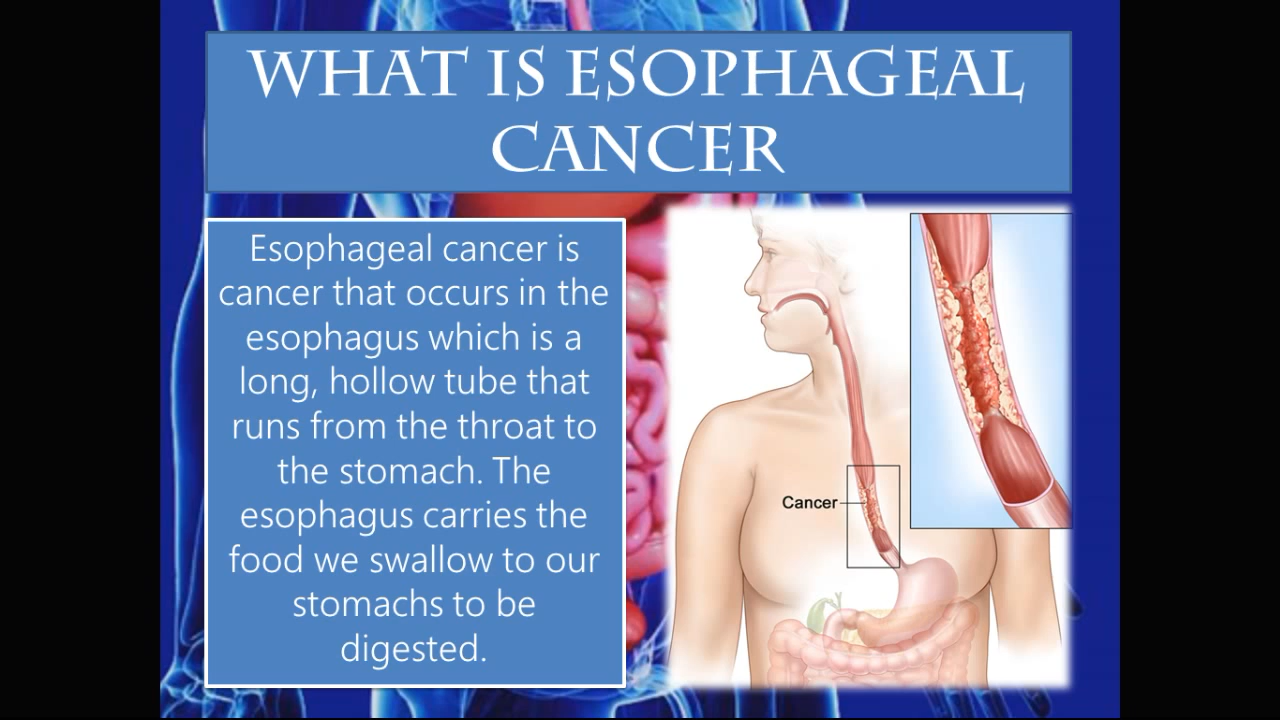 WHAT IS ESOPHAGEAL
CANCER
Esophageal cancer is
cancer that occurs in the
esophagus which is a
long, hollow tube that
runs from the throat to
the stomach. The
esophagus carries the
food we swallow to our
stomachs to be
digested.
Cancer